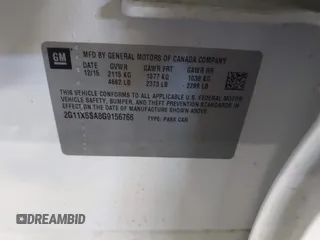 GM
MFD BY GENERAL MOTORS OF CANADA COMPANY
DATE GVWR GAWR FRT GAWR RR
12/15 2115 KG 1077 KG 1038 KG
4662 LB 2375 LB 2288 LB
THIS VEHICLE CONFORMS TO ALL APPLICABLE U.S. FEDERAL MOTOR
VEHICLE SAFETY, BUMPER, AND THEFT PREVENTION STANDARDS
IN EFFECT ON THE DATE OF MANUFACTURE SHOWN ABOVE.
2G11X5SA8G9156766
TYPE: PASS CAR
DREAMBID